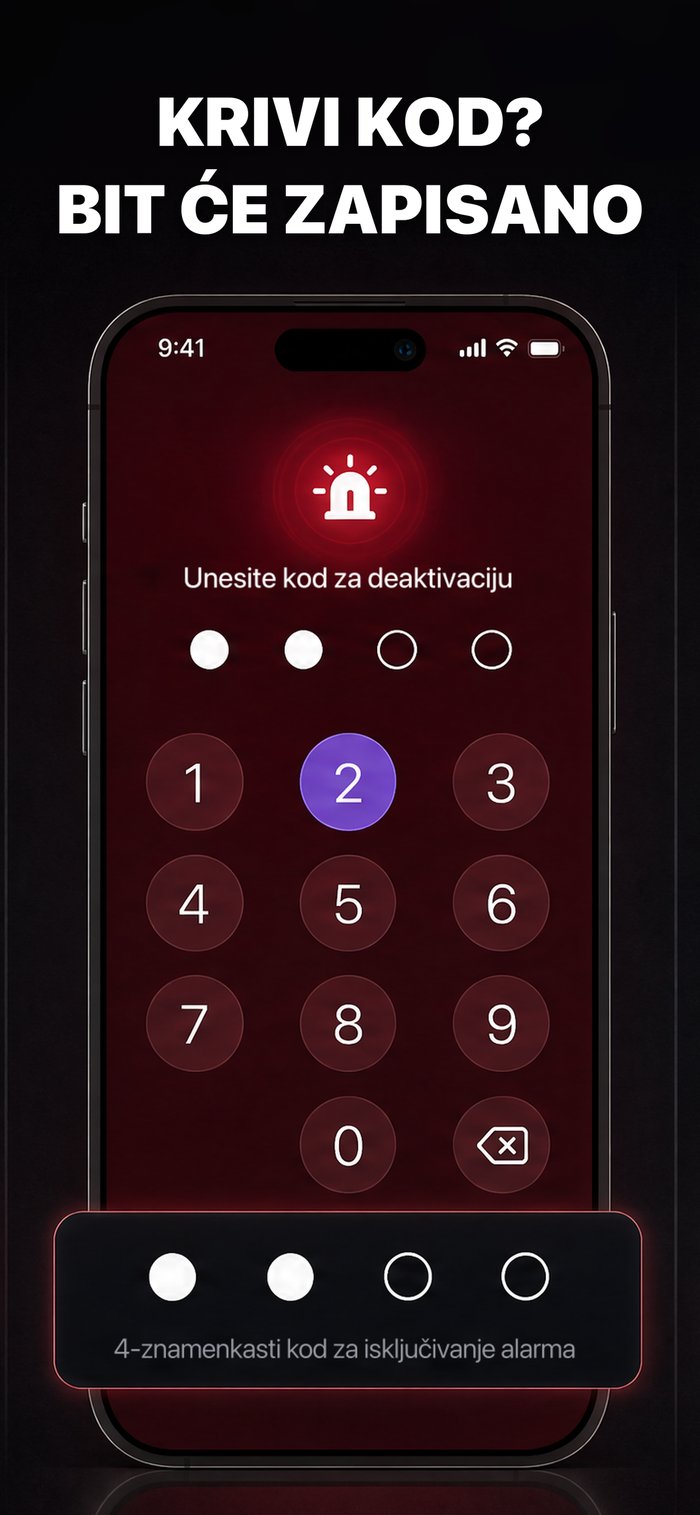 KRIVI KOD?
BIT ĆE ZAPISANO
9:41
Unesite kod za deaktivaciju
1 2 3
4 5 6
7 8 9
0
4-znamenkasti kod za isključivanje alarma